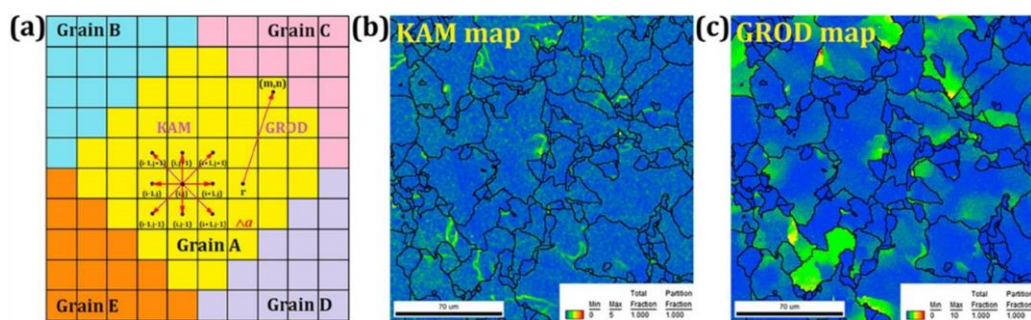 (a)
Grain B
Grain C
(m,n)
KAM
GROD
(i-1,j+1)
(i,j+1)
(i+1,j+1)
(i-1,j)
(i,j)
(i+1,j)
r
(i-1,j-1)
(i,j-1)
(i+1,j-1)
△a
Grain A
Grain E
Grain D
(b) KAM map
70 um
Total Partition
Min Max Fraction Fraction
0 5 1.000 1.000
(c) GROD map
70 um
Total Partition
Min Max Fraction Fraction
0 10 1.000 1.000